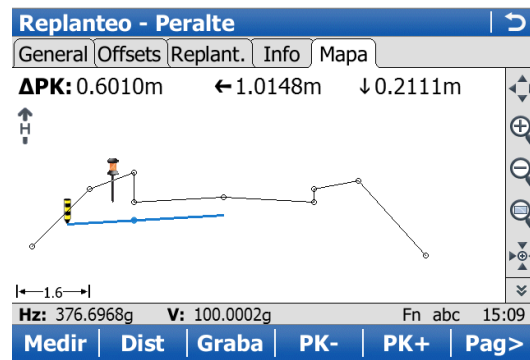 Replanteo - Peralte
General Offsets Replant. Info Mapa
ΔPK: 0.6010m ←1.0148m ↓0.2111m
H
1.6
Hz: 376.6968g V: 100.0002g Fn abc 15:09
Medir Dist Graba PK- PK+ Pag>